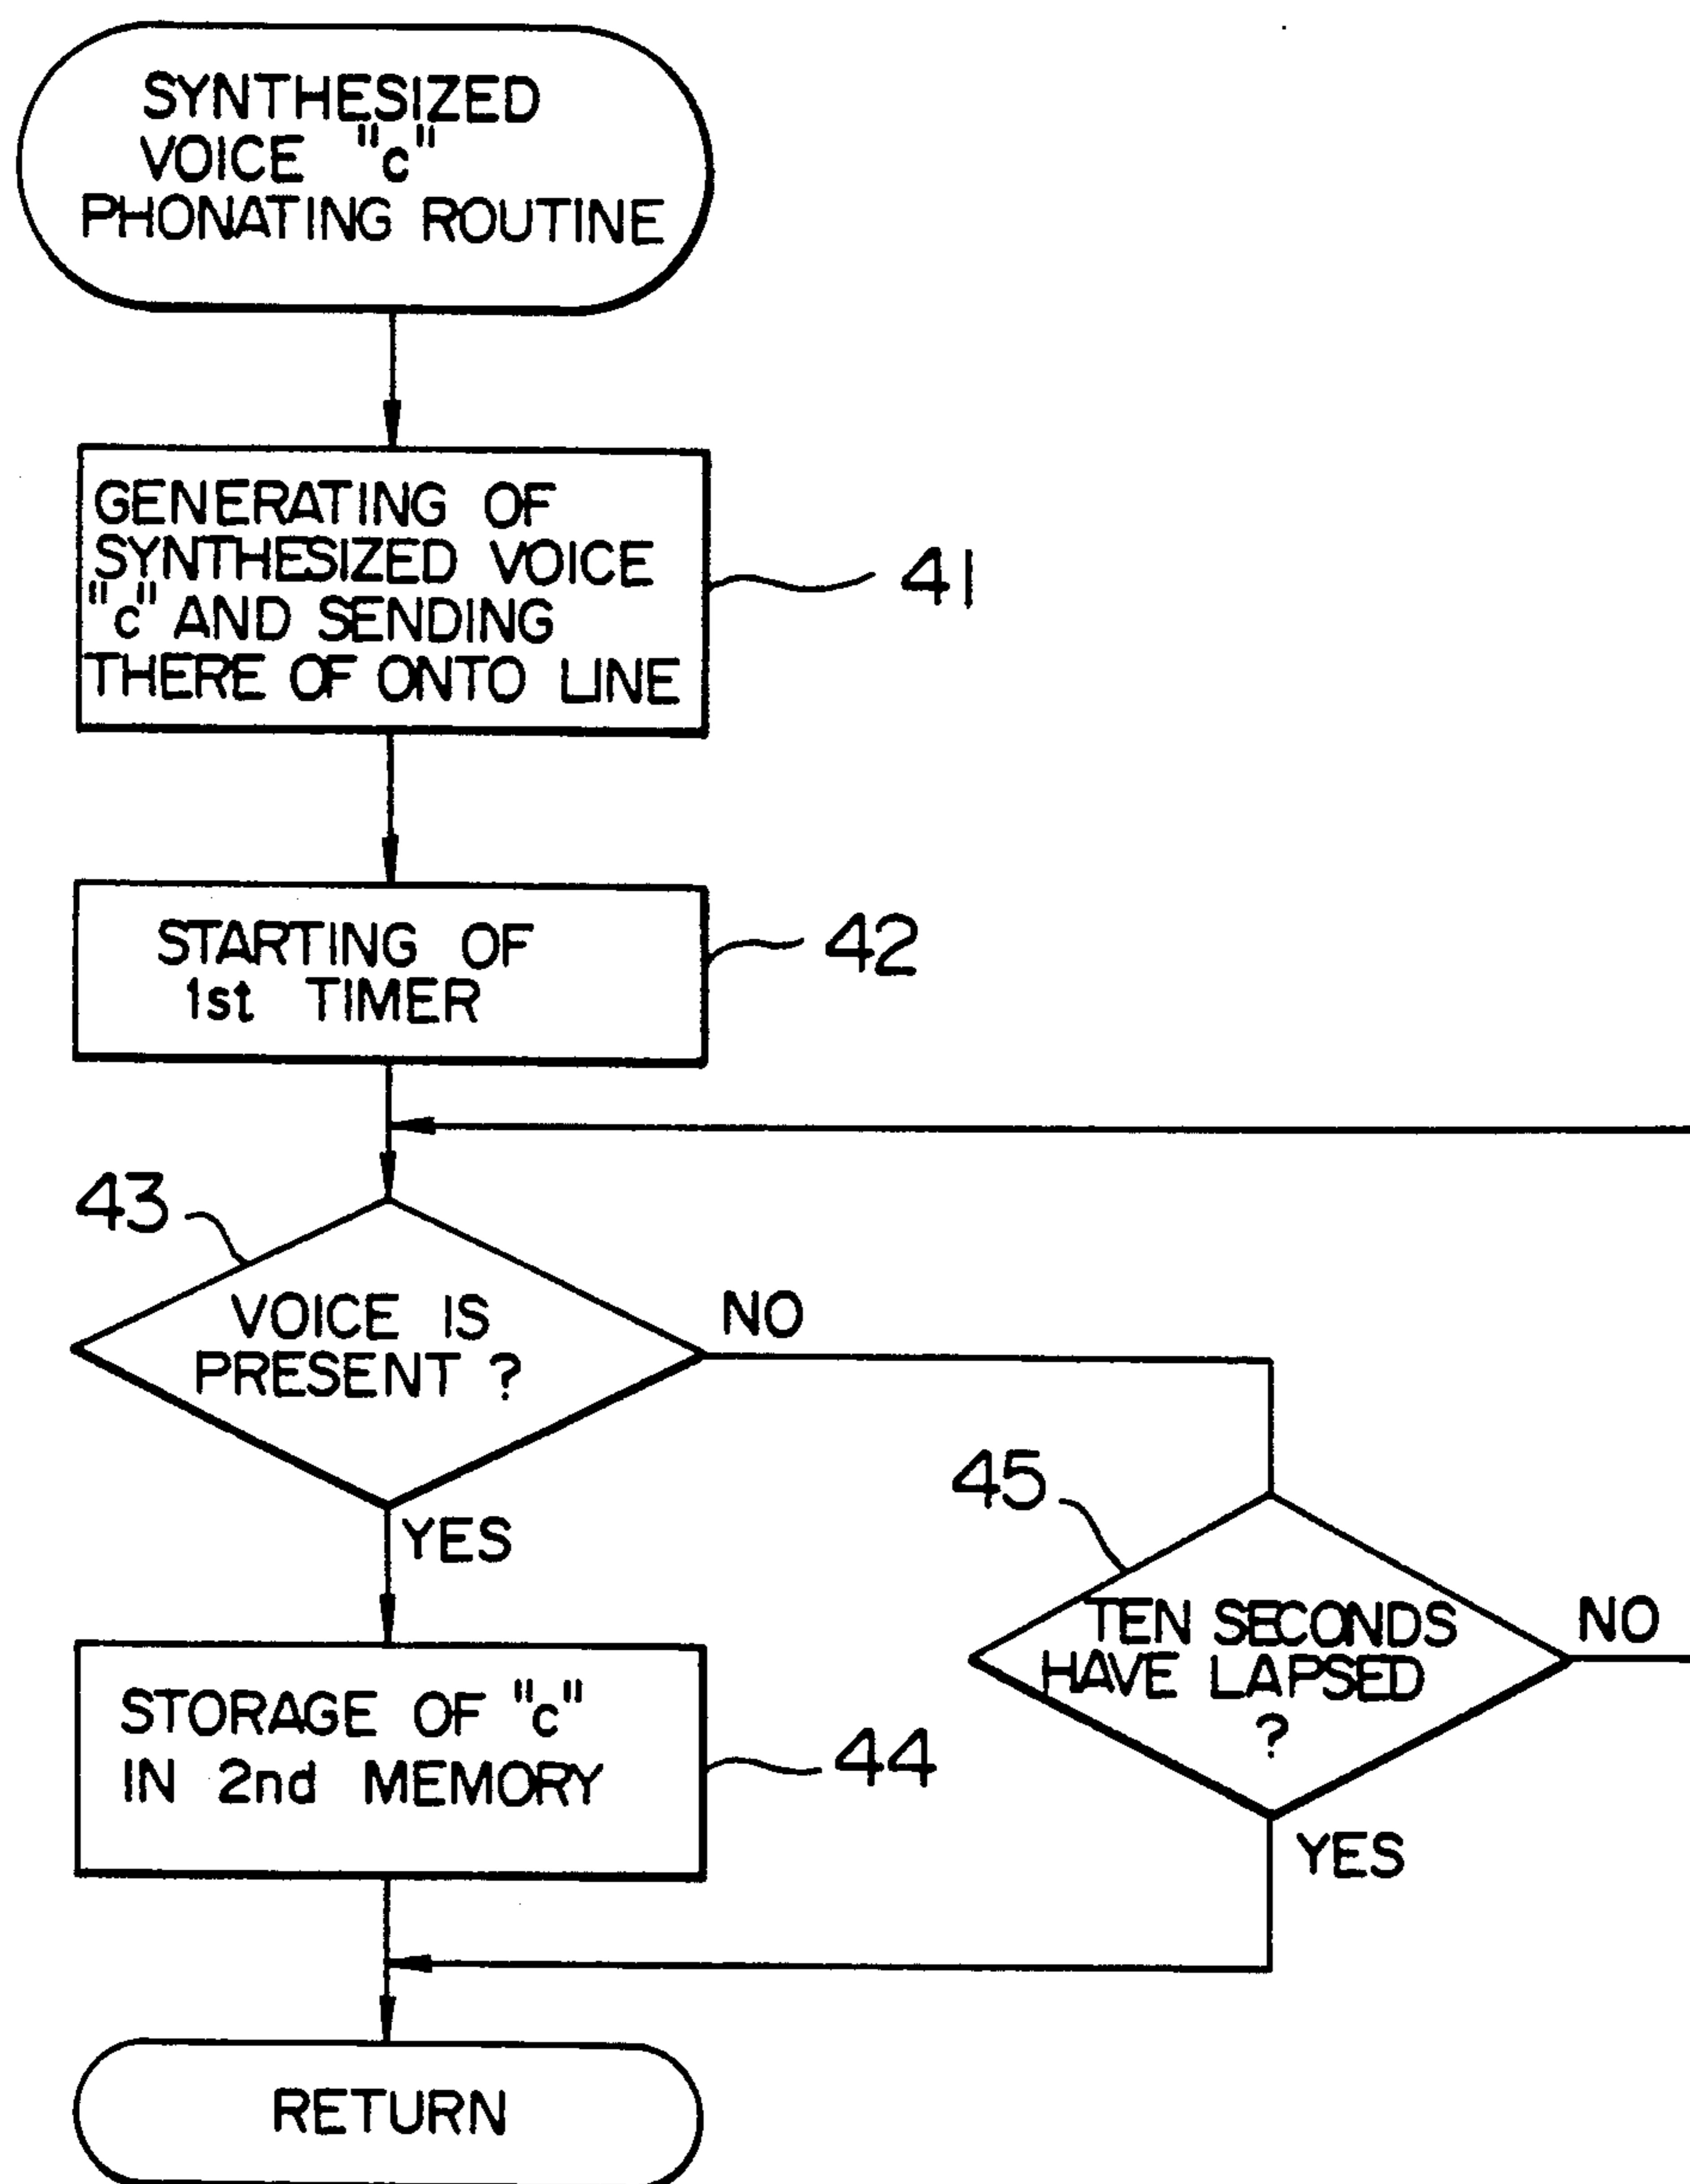 SYNTHESIZED
VOICE "c"
PHONATING ROUTINE
GENERATING OF
SYNTHESIZED VOICE
"c" AND SENDING
THERE OF ONTO LINE
41
STARTING OF
1st TIMER
42
43
VOICE IS
PRESENT ?
NO
YES
45
TEN SECONDS
HAVE LAPSED
?
NO
YES
STORAGE OF "c"
IN 2nd MEMORY
44
RETURN